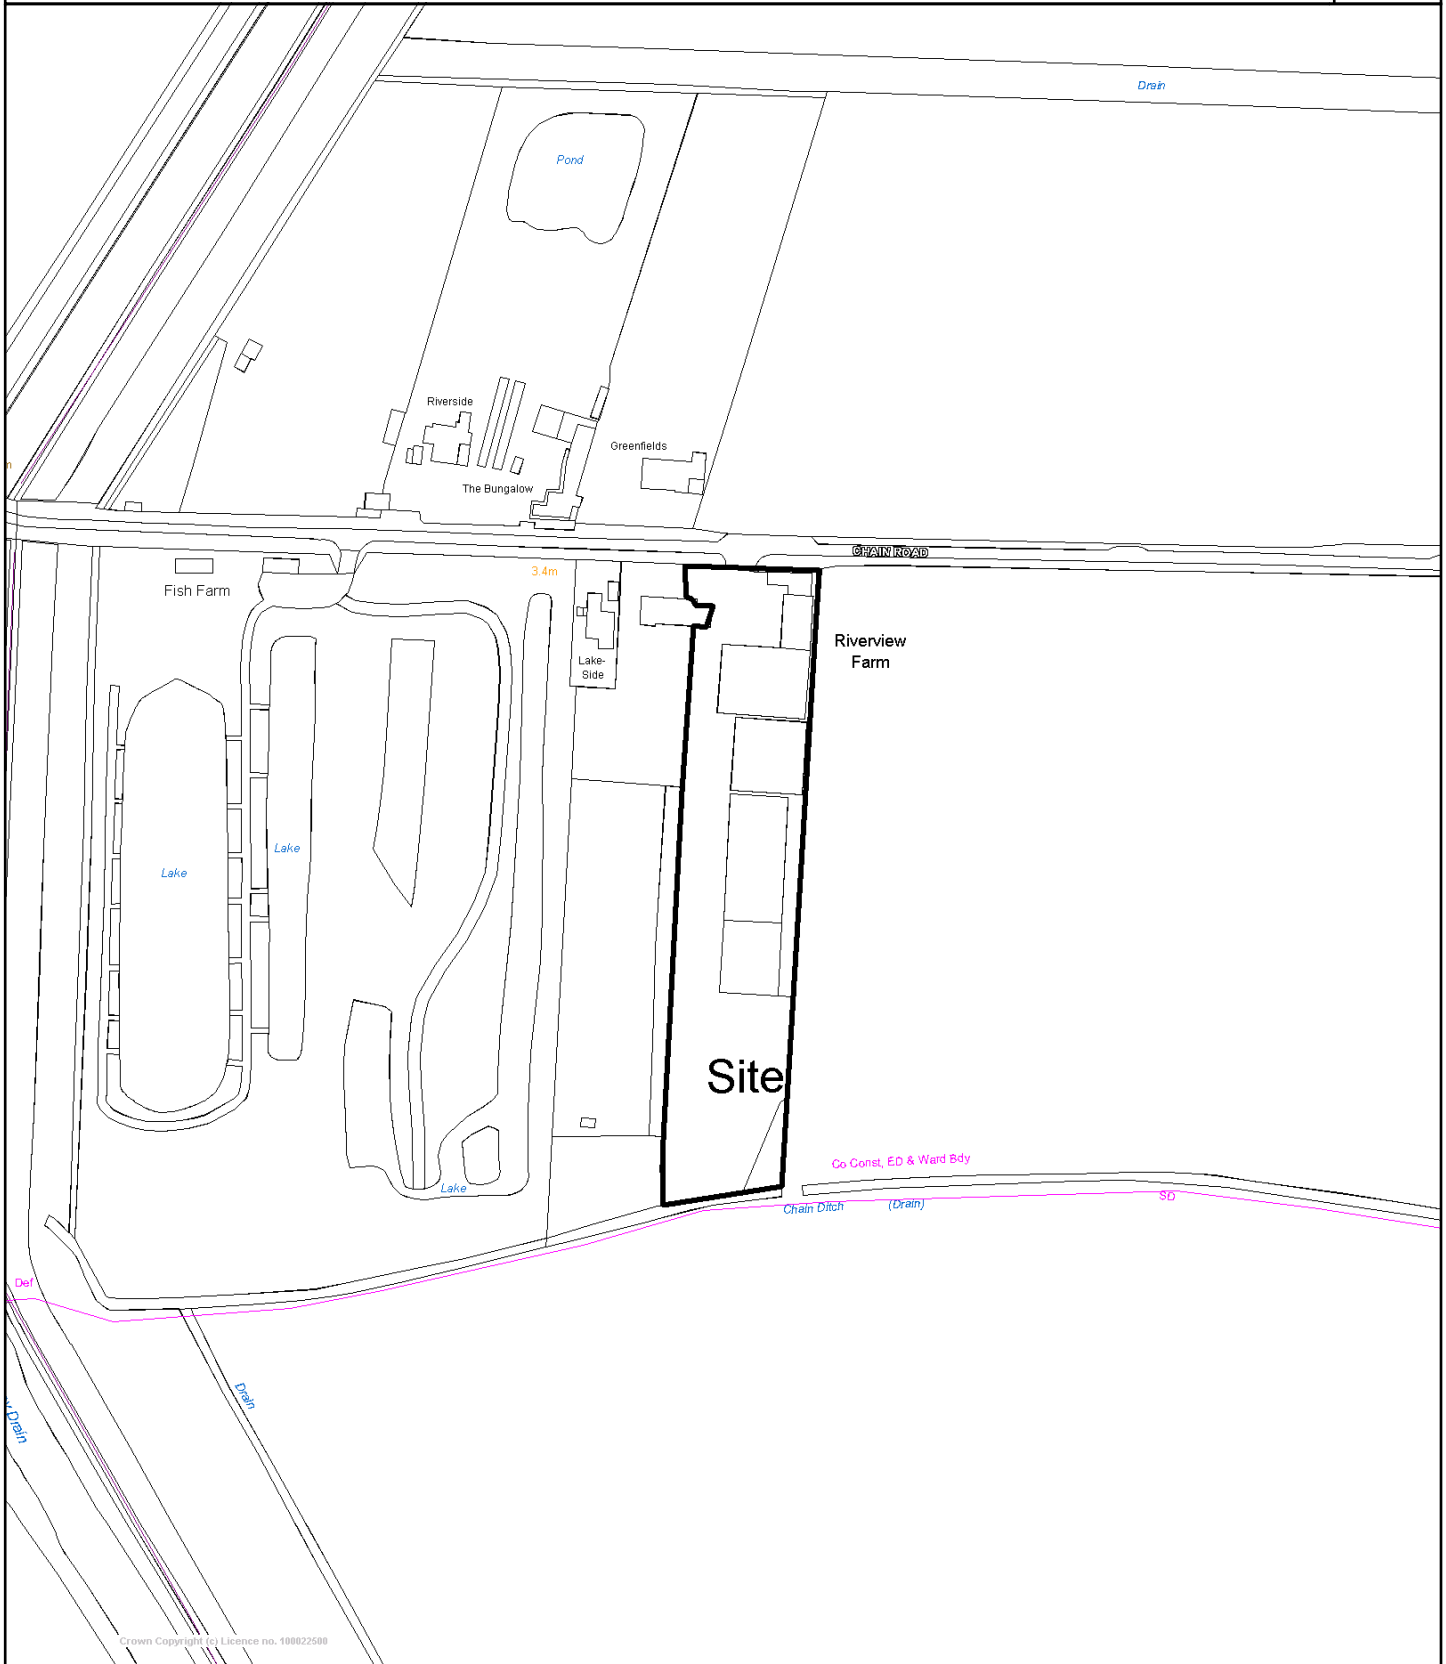 Drain
Pond
Riverside
Greenfields
The Bungalow
CHAIN ROAD
Fish Farm
3.4m
Riverview
Farm
Lake-
Side
Lake
Lake
Site
Co Const, ED & Ward Bdy
Lake
SD
Chain Ditch
(Drain)
Def
Drain
Drain
Crown Copyright (c) Licence no. 100022500